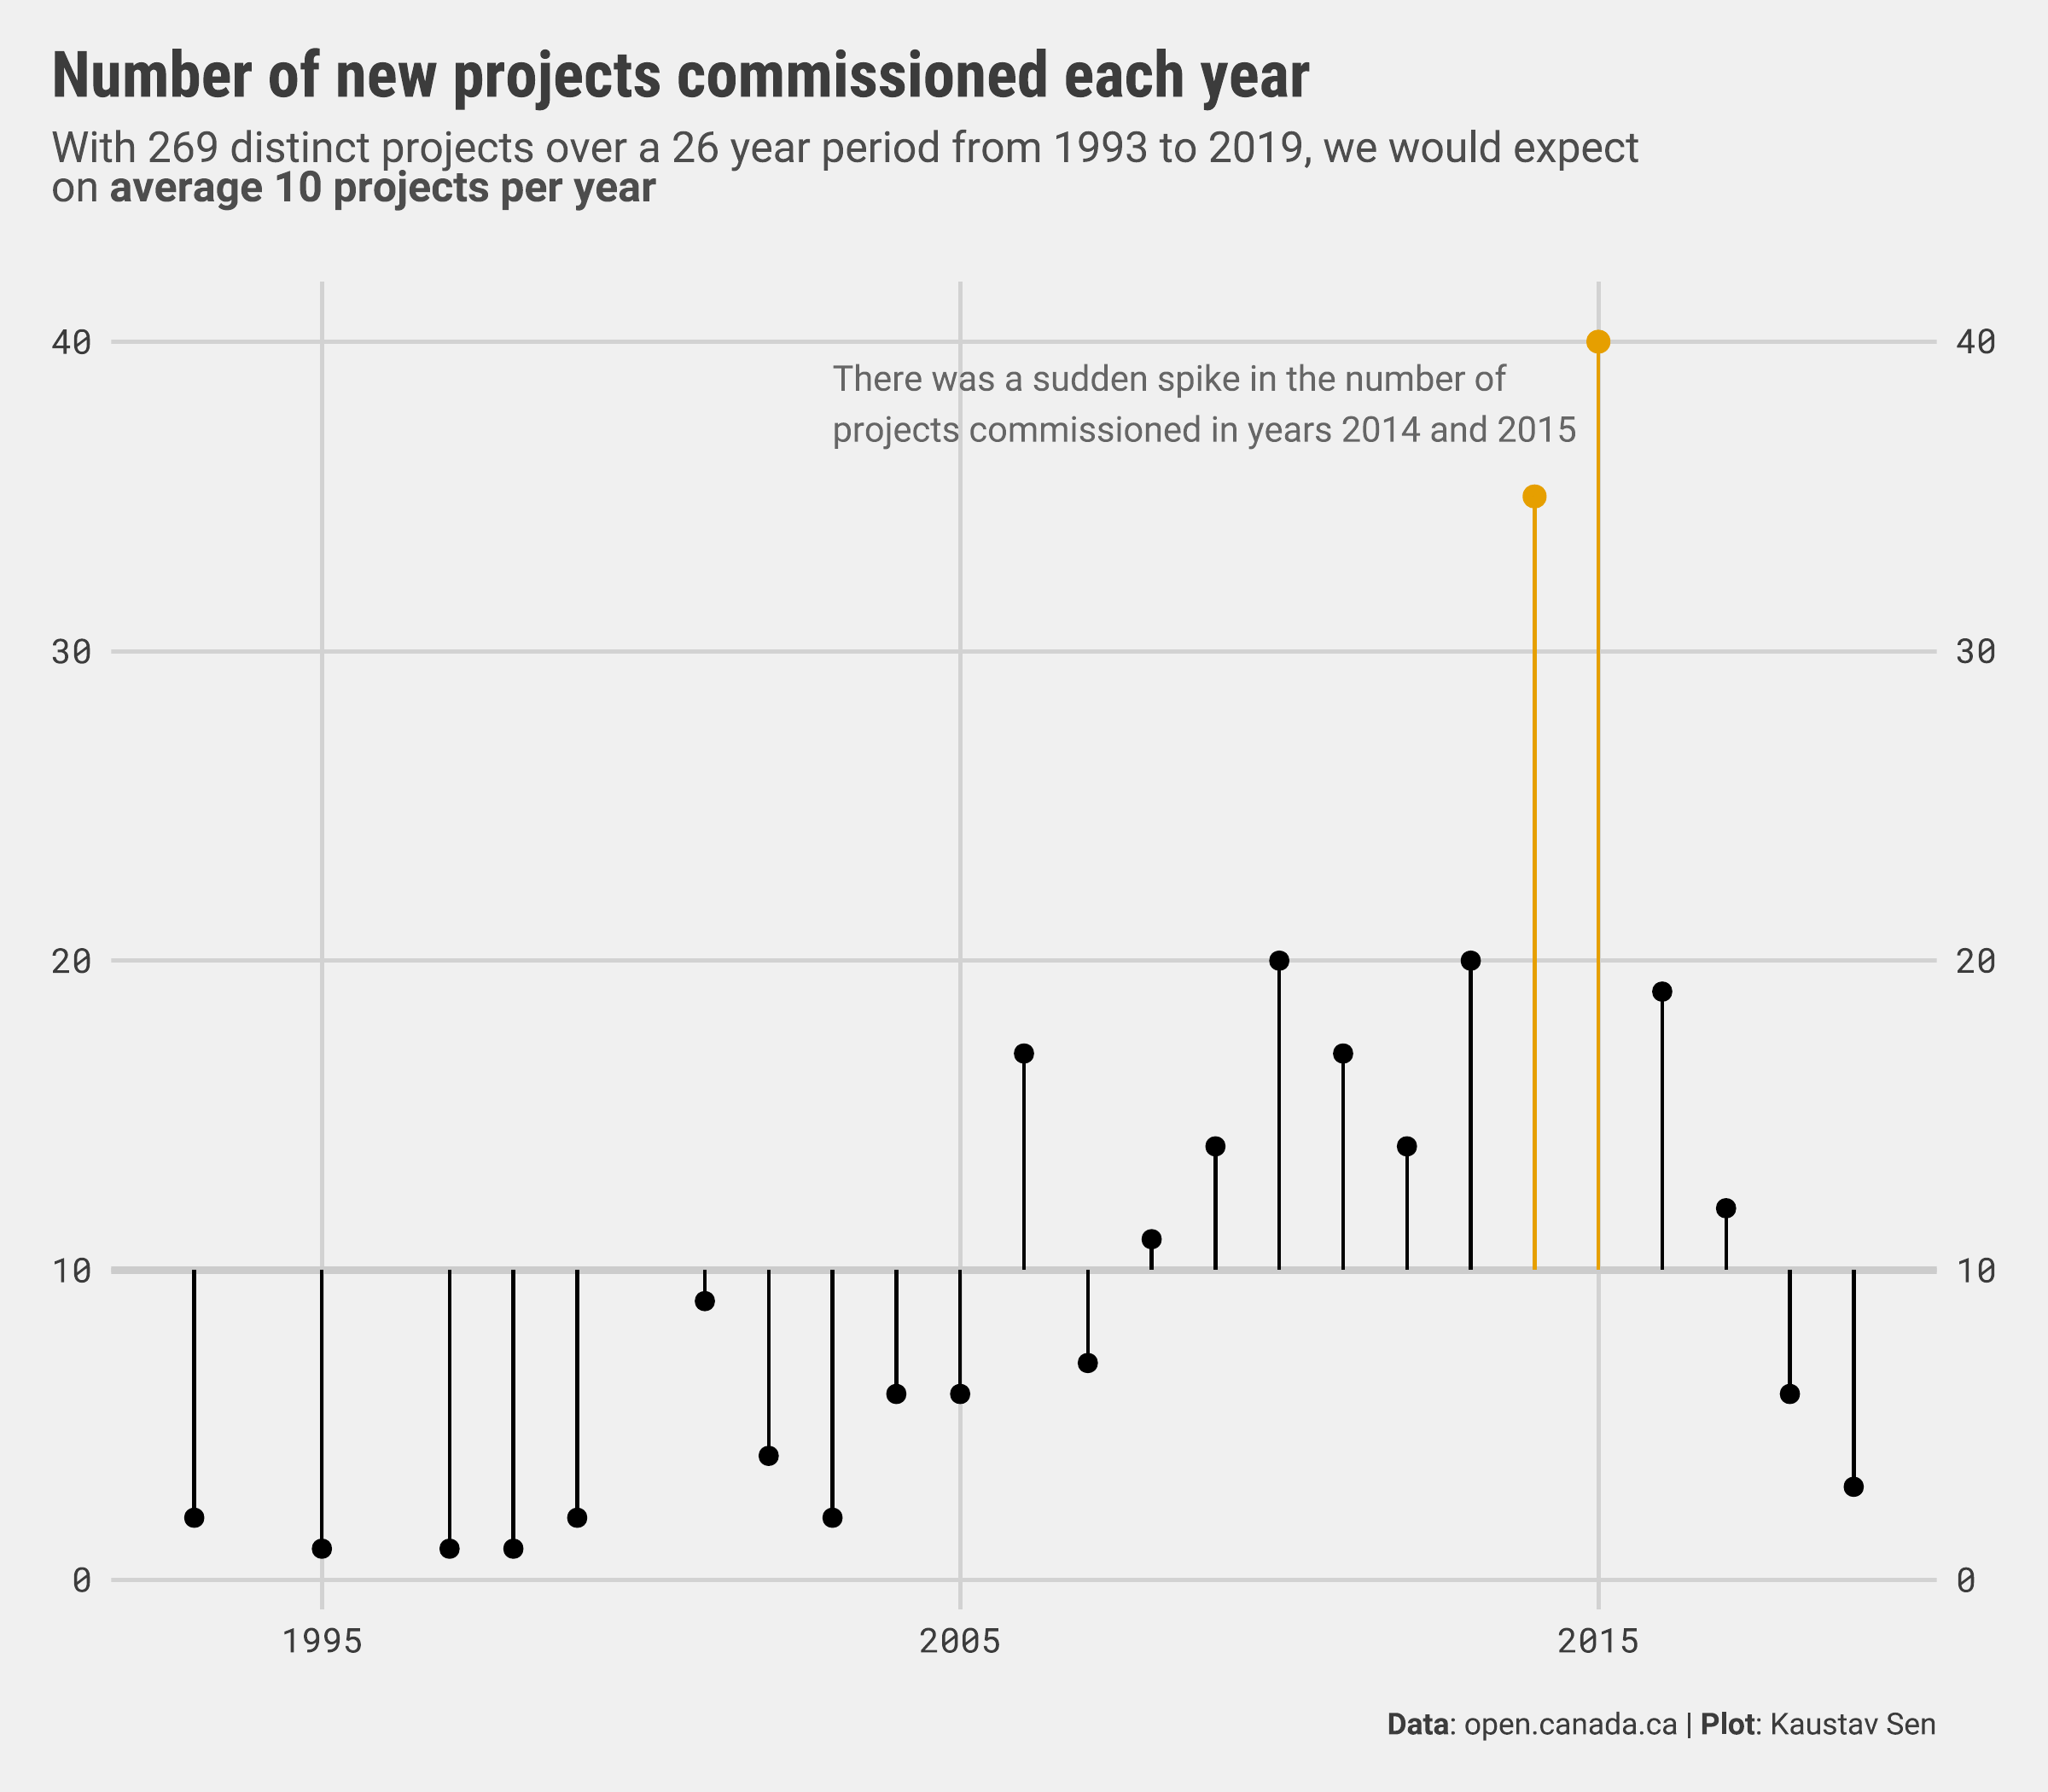 Number of new projects commissioned each year
With 269 distinct projects over a 26 year period from 1993 to 2019, we would expect
on average 10 projects per year
40
40
There was a sudden spike in the number of
projects commissioned in years 2014 and 2015
30
30
20
20
10
10
0
0
1995
2005
2015
Data: open.canada.ca | Plot: Kaustav Sen